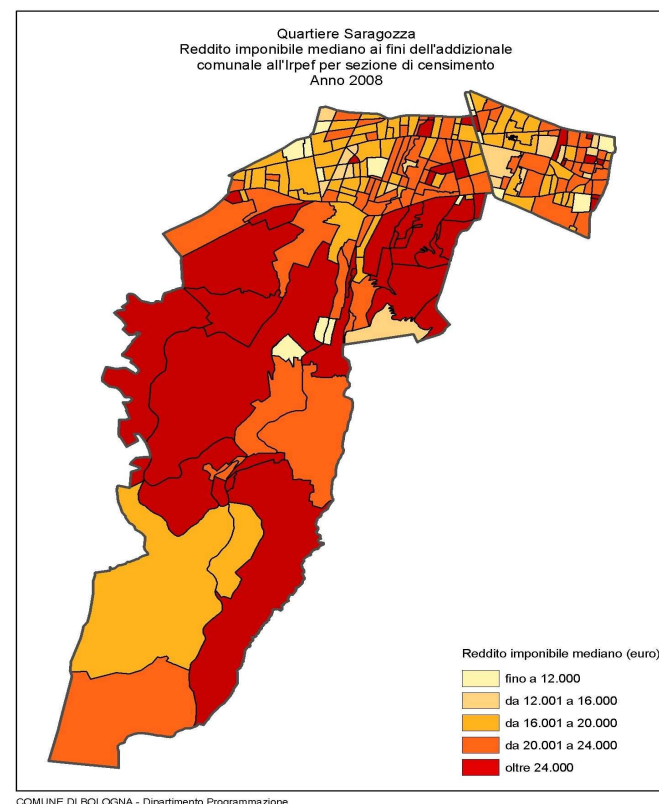 Quartiere Saragozza
Reddito imponibile mediano ai fini dell'addizionale
comunale all'Irpef per sezione di censimento
Anno 2008
Reddito imponibile mediano (euro)
fino a 12.000
da 12.001 a 16.000
da 16.001 a 20.000
da 20.001 a 24.000
oltre 24.000
COMUNE DI BOLOGNA - Dipartimento Programmazione